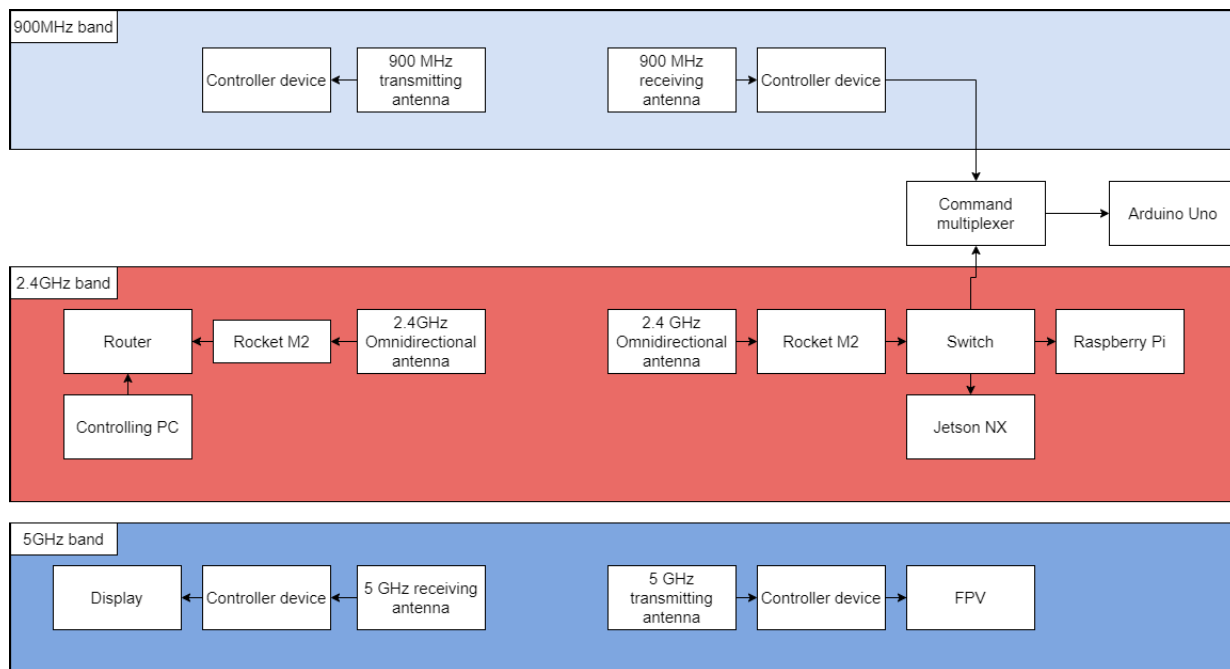 900MHz band
Controller device
900 MHz
transmitting
antenna
900 MHz
receiving
antenna
Controller device
Command
multiplexer
Arduino Uno
2.4GHz band
Router
Rocket M2
2.4GHz
Omnidirectional
antenna
2.4 GHz
Omnidirectional
antenna
Rocket M2
Switch
Raspberry Pi
Controlling PC
Jetson NX
5GHz band
Display
Controller device
5 GHz receiving
antenna
5 GHz
transmitting
antenna
Controller device
FPV